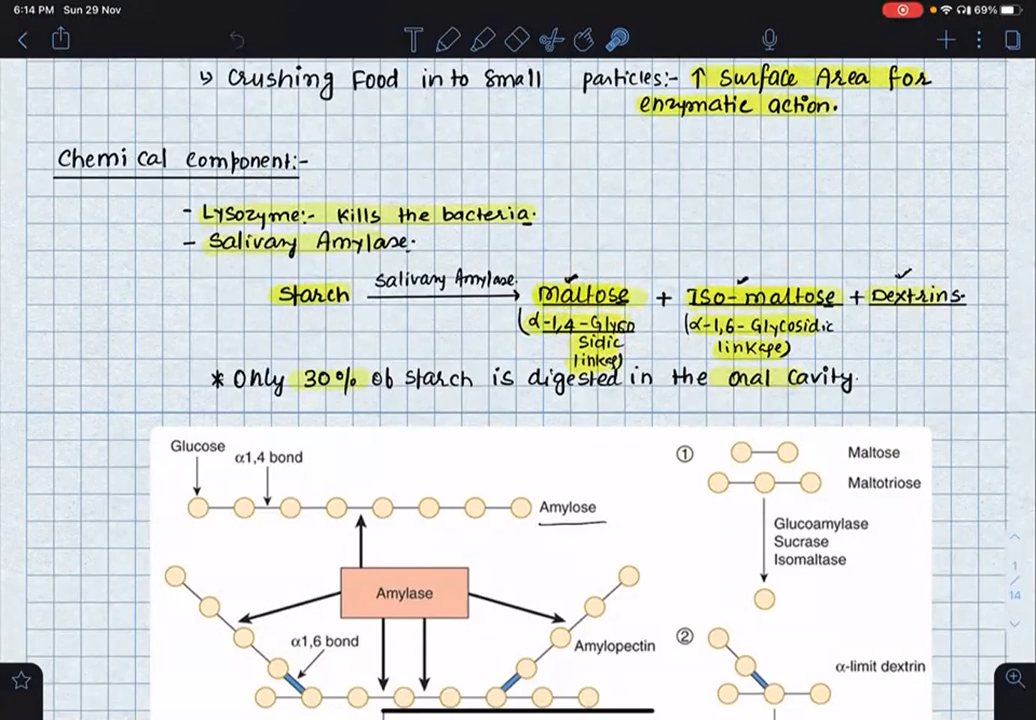 6:14 PM Sun 29 Nov
69%
↳ Crushing Food in to Small particles:- ↑ Surface Area for
enzymatic action.
Chemical Component:-
- Lysozyme:- Kills the bacteria.
- Salivary Amylase.
Starch Salivary Amylase. → Maltose + Iso-maltose + Dextrins.
(α-1,4-Glyco (α-1,6-Glycosidic
Sidic linkage)
linkage)
* Only 30% of starch is digested in the oral cavity.
Glucose
α1,4 bond
Amylose
Amylase
α1,6 bond
Amylopectin
① Maltose
Maltotriose
Glucoamylase
Sucrase
Isomaltase
②
α-limit dextrin
1
/
14